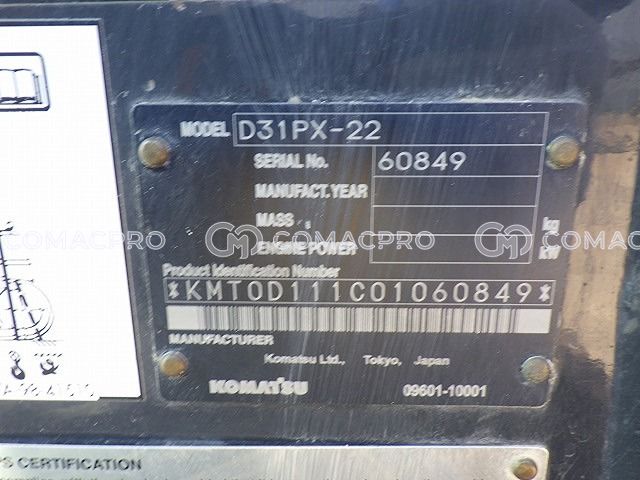 MODEL D31PX-22
SERIAL No. 60849
MANUFACT.YEAR
MASS kg
ENGINE POWER kW
Product Identification Number
*KMT0D111C01060849*
MANUFACTURER
Komatsu Ltd., Tokyo, Japan
KOMATSU 09601-10001
COMACPRO COMACPRO COMACPRO
PS CERTIFICATION